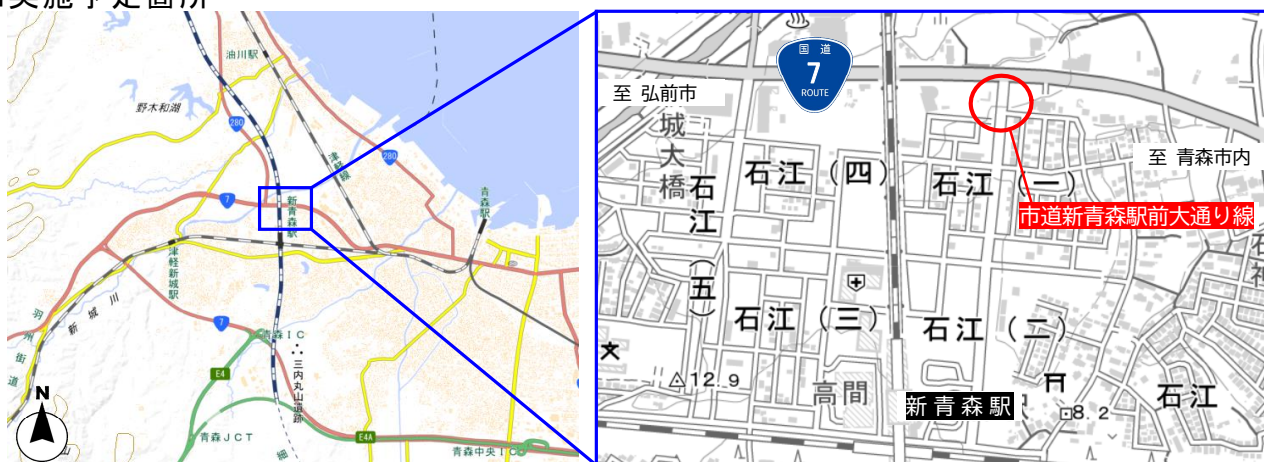 実施予定箇所
油川駅
野木和湖
280
津軽線
280
青森駅
7
新青森駅
津軽新城駅
新城川
羽州街道
7
青森IC
E4
三内丸山遺跡
N
山
青森JCT
E4A
青森中央IC
細
国道
7
ROUTE
至 弘前市
城大橋
石江(四)
石江(一)
至 青森市内
市道新青森駅前大通り線
石神
石江(五)
石江(三)
石江(二)
12.9
高間
新青森駅
8.2
石江